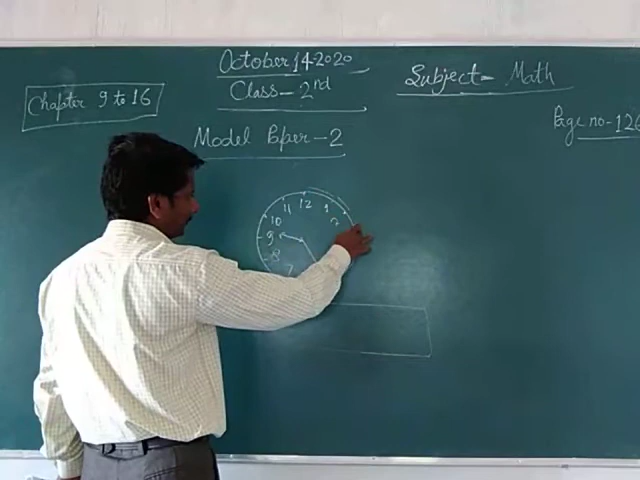 October 14-2020
Class - 2nd
Subject - Math
Chapter 9 to 16
Page no - 126
Model Paper - 2
12
11 1
10 2
9
8
7